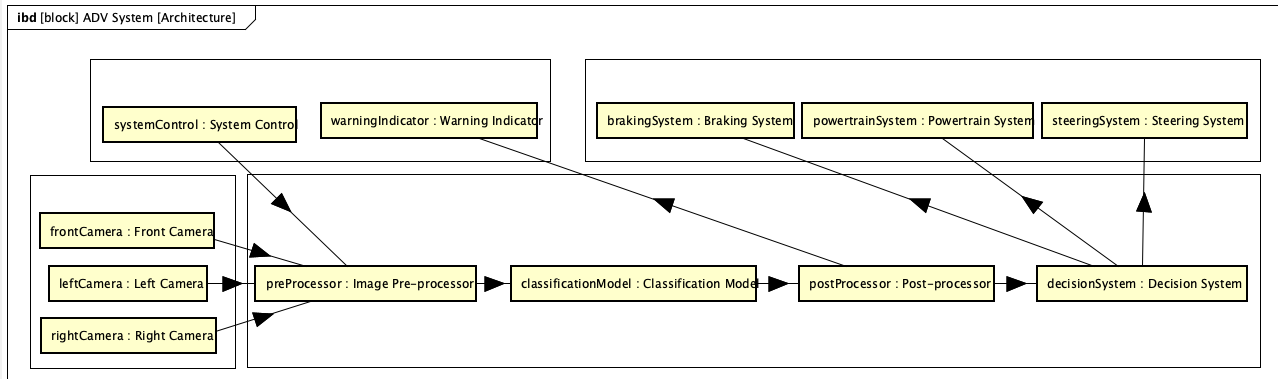 ibd [block] ADV System [Architecture]
systemControl : System Control
warningIndicator : Warning Indicator
brakingSystem : Braking System
powertrainSystem : Powertrain System
steeringSystem : Steering System
frontCamera : Front Camera
leftCamera : Left Camera
preProcessor : Image Pre-processor
classificationModel : Classification Model
postProcessor : Post-processor
decisionSystem : Decision System
rightCamera : Right Camera